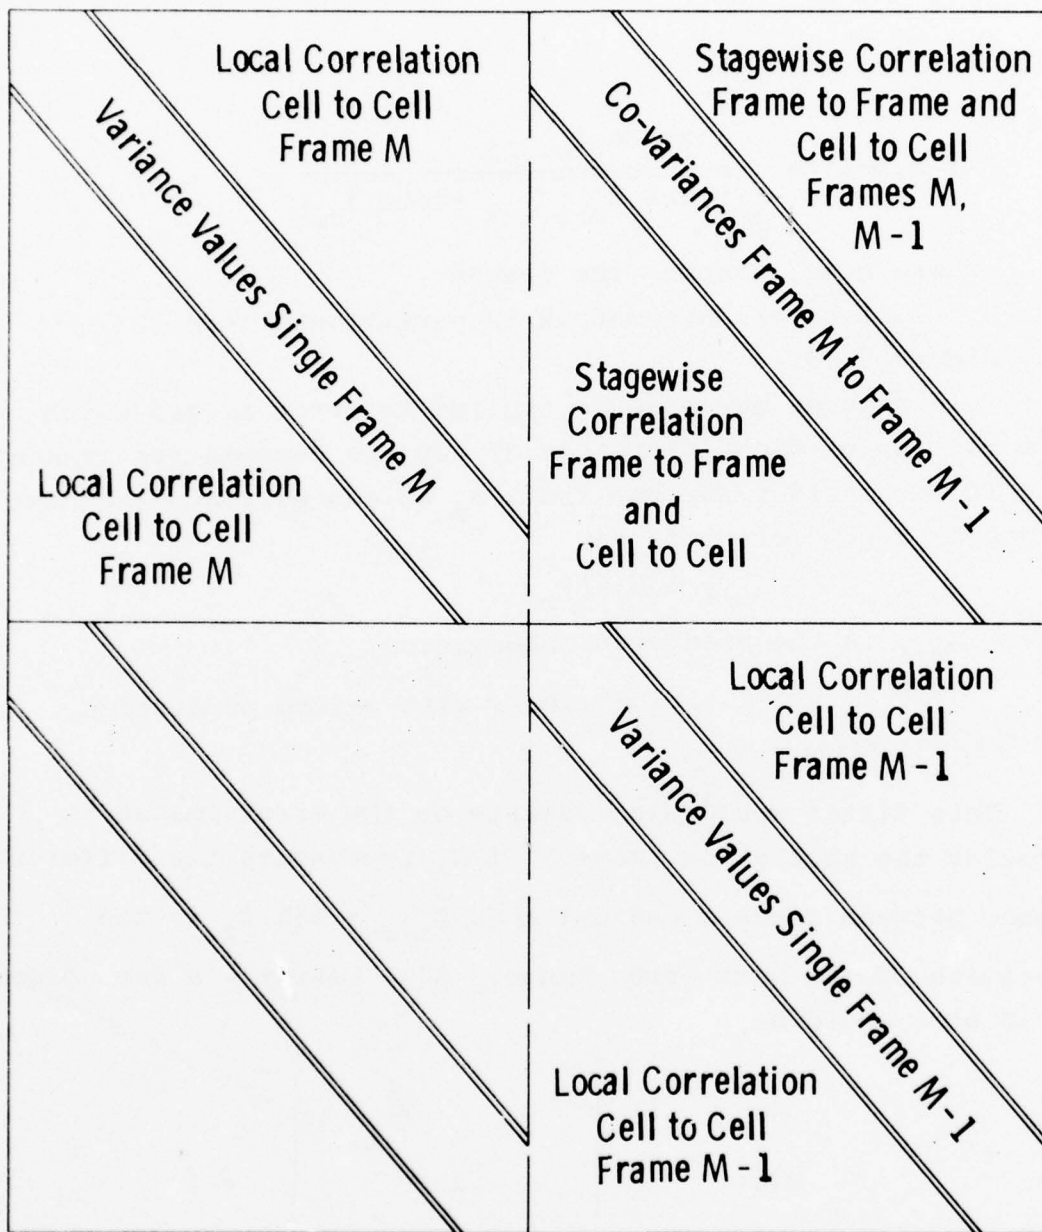 Local Correlation
Cell to Cell
Frame M
Variance Values Single Frame M
Local Correlation
Cell to Cell
Frame M
Stagewise Correlation
Frame to Frame and
Cell to Cell
Frames M,
M-1
Co-variances Frame M to Frame M-1
Stagewise
Correlation
Frame to Frame
and
Cell to Cell
Local Correlation
Cell to Cell
Frame M-1
Variance Values Single Frame M-1
Local Correlation
Cell to Cell
Frame M-1